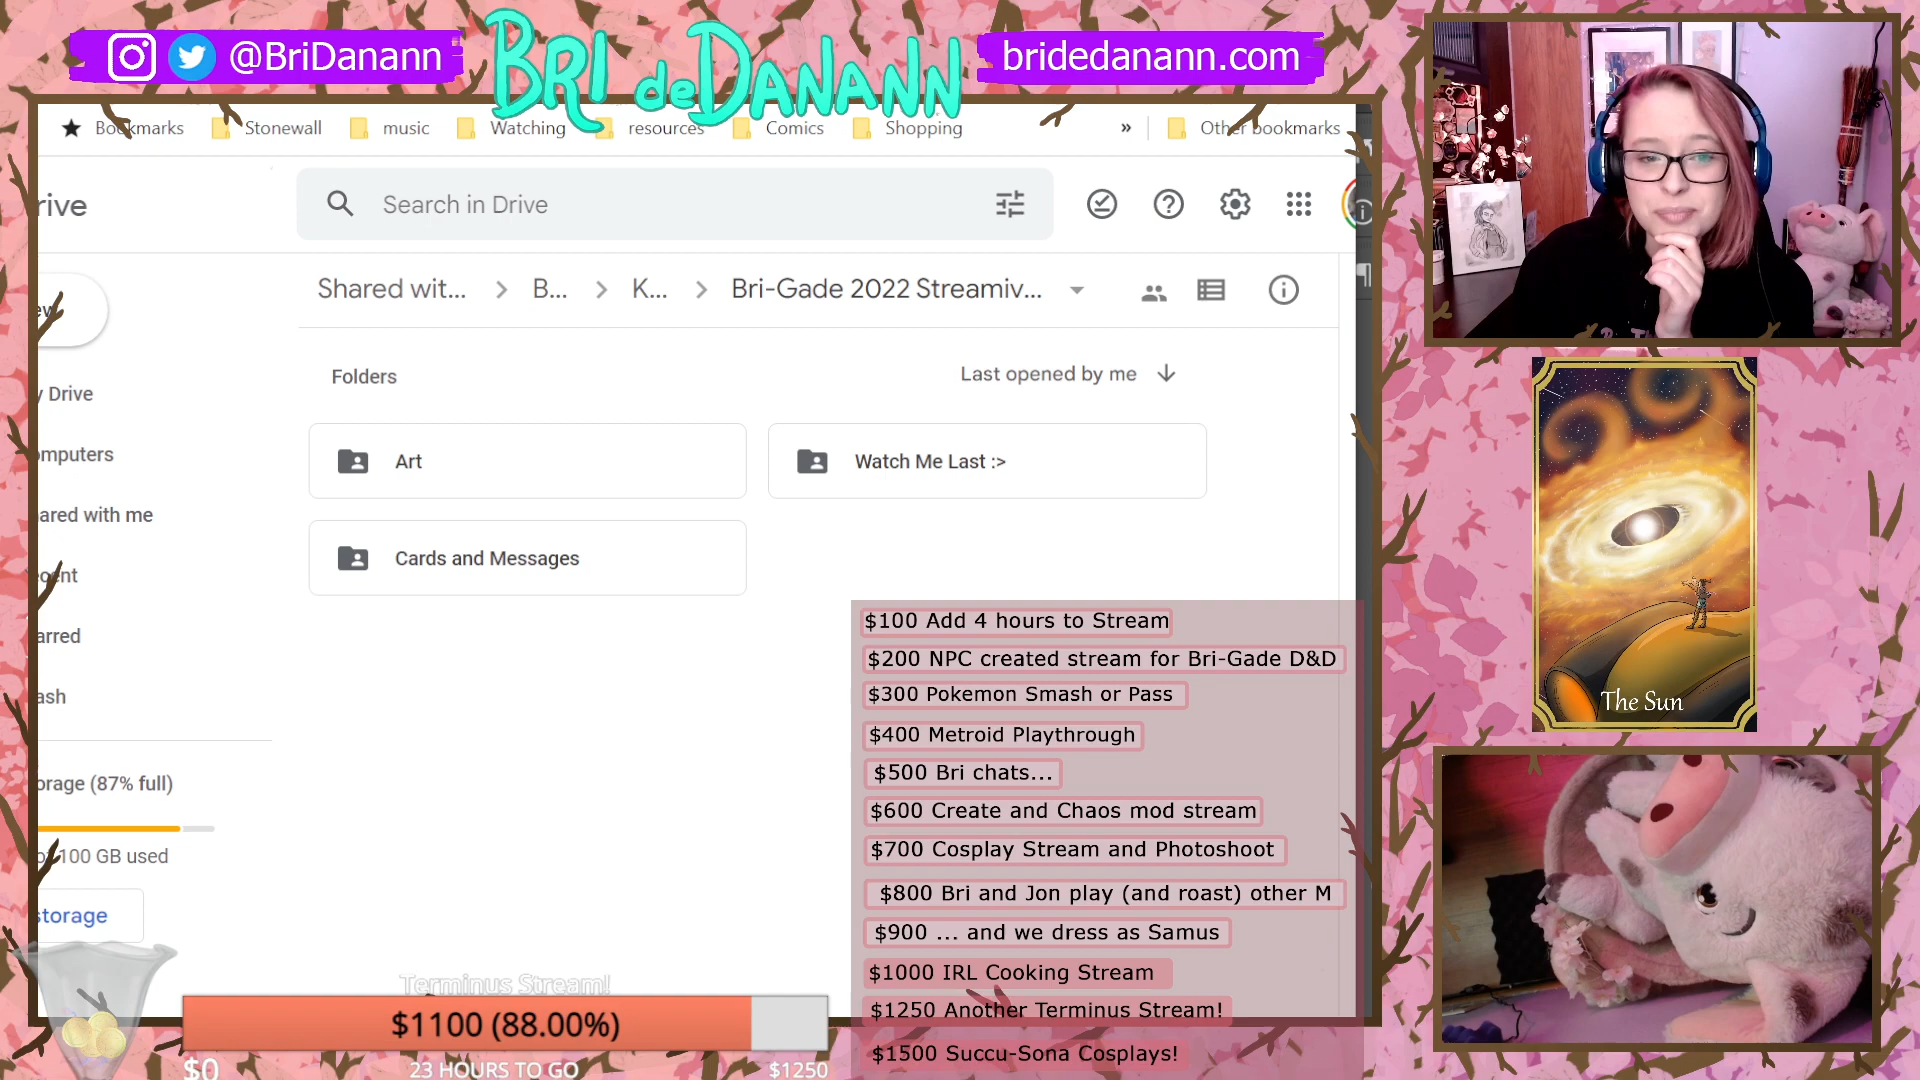 @BriDanann
BRI deDANANN
bridedanann.com
Bookmarks
Stonewall
music
Watching
resources
Comics
Shopping
»
Other bookmarks
rive
Search in Drive
Shared wit... > B... > K... > Bri-Gade 2022 Streamiv...
ew
y Drive
omputers
ared with me
ecent
arred
ash
orage (87% full)
of 100 GB used
storage
Folders
Last opened by me
Art
Watch Me Last :>
Cards and Messages
$100 Add 4 hours to Stream
$200 NPC created stream for Bri-Gade D&D
$300 Pokemon Smash or Pass
$400 Metroid Playthrough
$500 Bri chats...
$600 Create and Chaos mod stream
$700 Cosplay Stream and Photoshoot
$800 Bri and Jon play (and roast) other M
$900 ... and we dress as Samus
$1000 IRL Cooking Stream
$1250 Another Terminus Stream!
$1500 Succu-Sona Cosplays!
Terminus Stream!
$1100 (88.00%)
$0
23 HOURS TO GO
$1250
The Sun